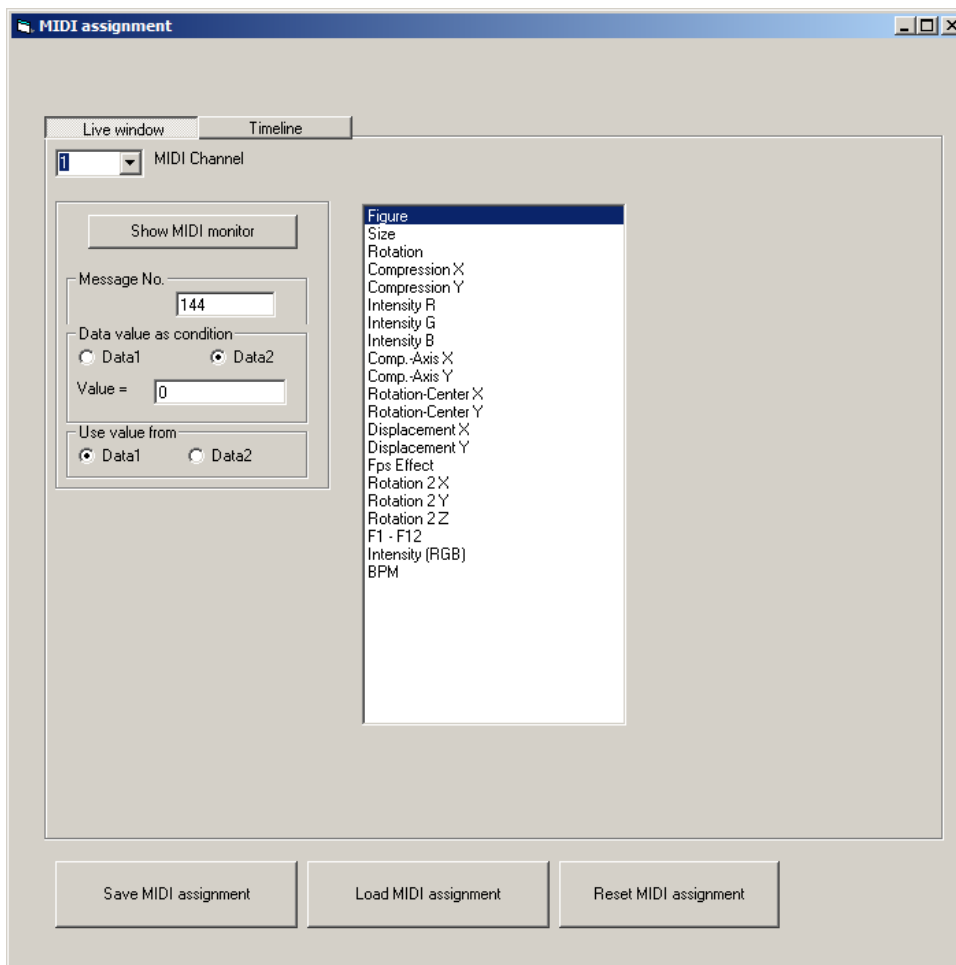 MIDI assignment
Live window
Timeline
1
MIDI Channel
Show MIDI monitor
Message No.
144
Data value as condition
Data1
Data2
Value =
0
Use value from
Data1
Data2
Figure
Size
Rotation
Compression X
Compression Y
Intensity R
Intensity G
Intensity B
Comp.-Axis X
Comp.-Axis Y
Rotation-Center X
Rotation-Center Y
Displacement X
Displacement Y
Fps Effect
Rotation 2 X
Rotation 2 Y
Rotation 2 Z
F1 - F12
Intensity (RGB)
BPM
Save MIDI assignment
Load MIDI assignment
Reset MIDI assignment